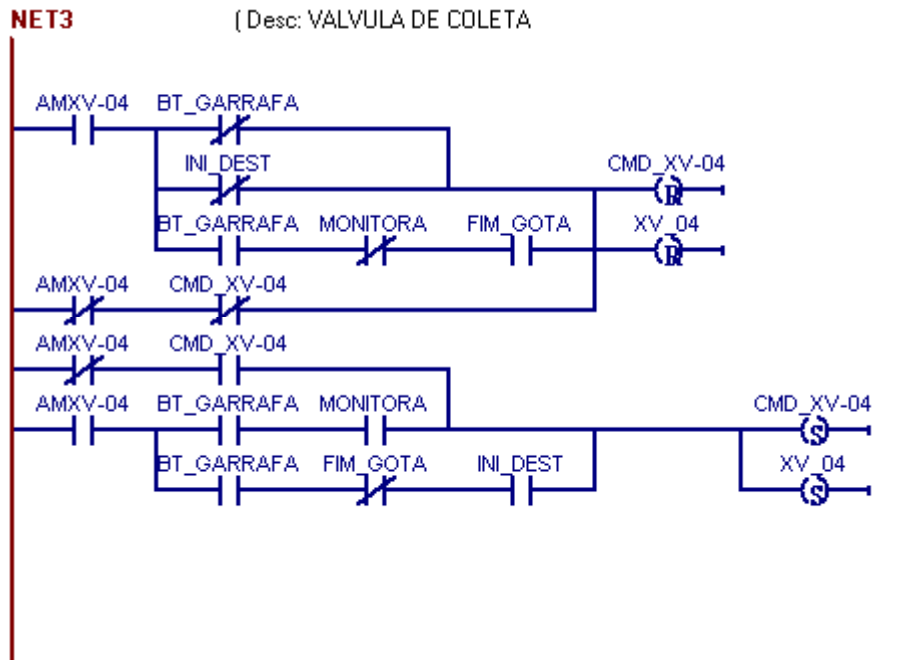 NET3 ( Desc: VALVULA DE COLETA
AMXV-04 BT_GARRAFA
INI_DEST CMD_XV-04
R
BT_GARRAFA MONITORA FIM_GOTA XV_04
R
AMXV-04 CMD_XV-04
AMXV-04 CMD_XV-04
AMXV-04 BT_GARRAFA MONITORA CMD_XV-04
S
BT_GARRAFA FIM_GOTA INI_DEST XV_04
S